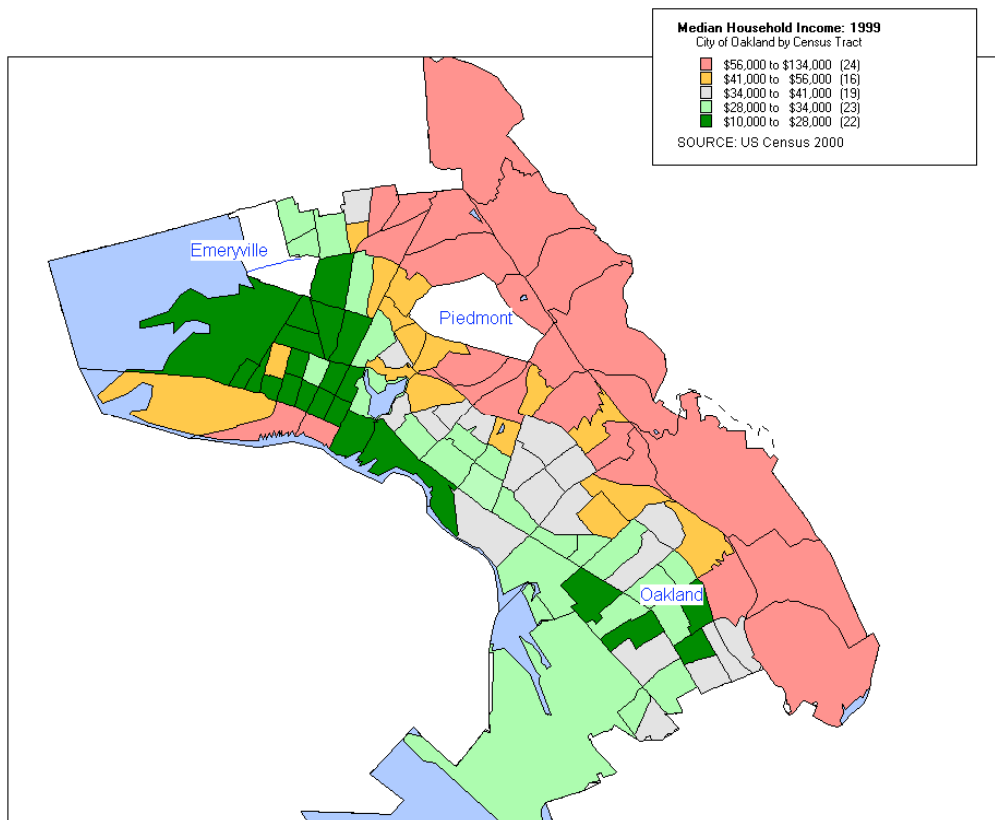 Median Household Income: 1999
City of Oakland by Census Tract
$56,000 to $134,000 (24)
$41,000 to $56,000 (16)
$34,000 to $41,000 (19)
$28,000 to $34,000 (23)
$10,000 to $28,000 (22)
SOURCE: US Census 2000
Emeryville
Piedmont
Oakland